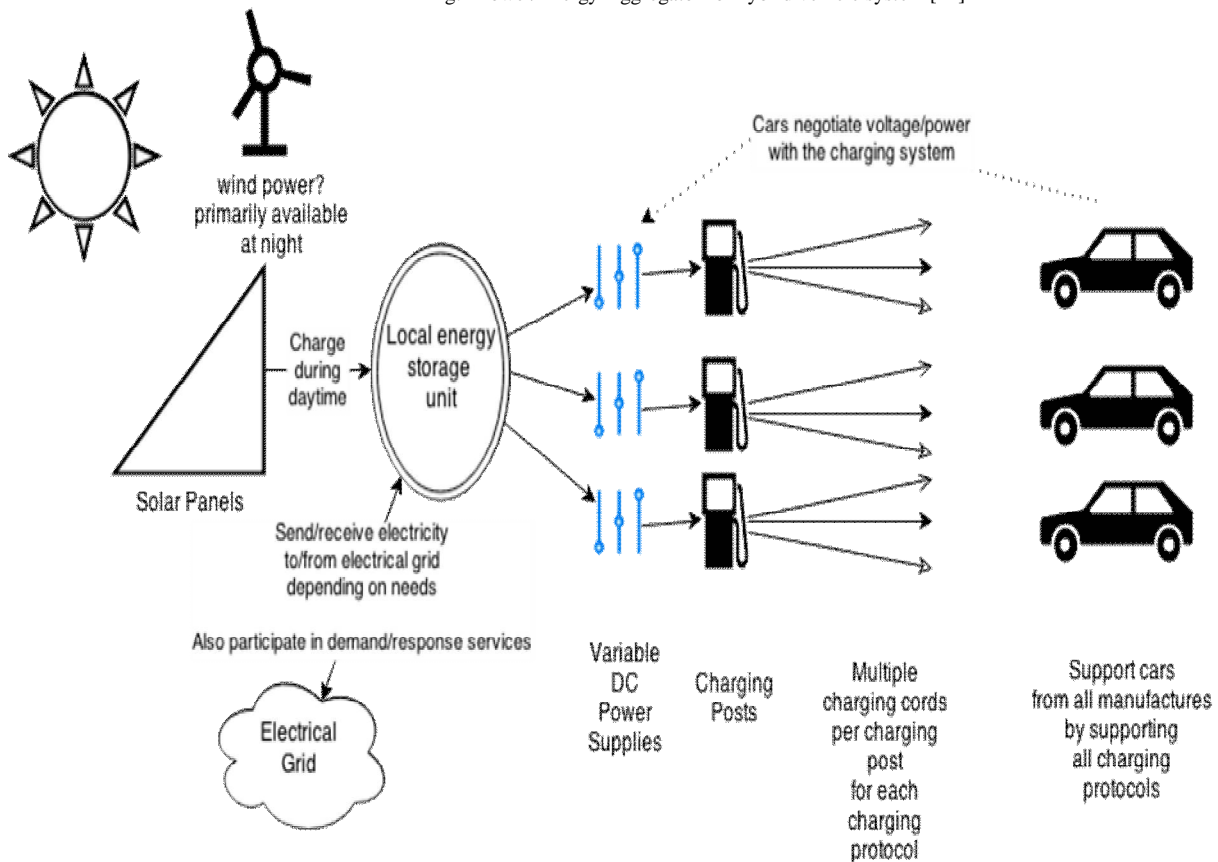 Cars negotiate voltage/power
with the charging system
wind power?
primarily available
at night
Charge
during
daytime
Local energy
storage
unit
Solar Panels
Send/receive electricity
to/from electrical grid
depending on needs
Also participate in demand/response services
Electrical
Grid
Variable
DC
Power
Supplies
Charging
Posts
Multiple
charging cords
per charging
post
for each
charging
protocol
Support cars
from all manufactures
by supporting
all charging
protocols